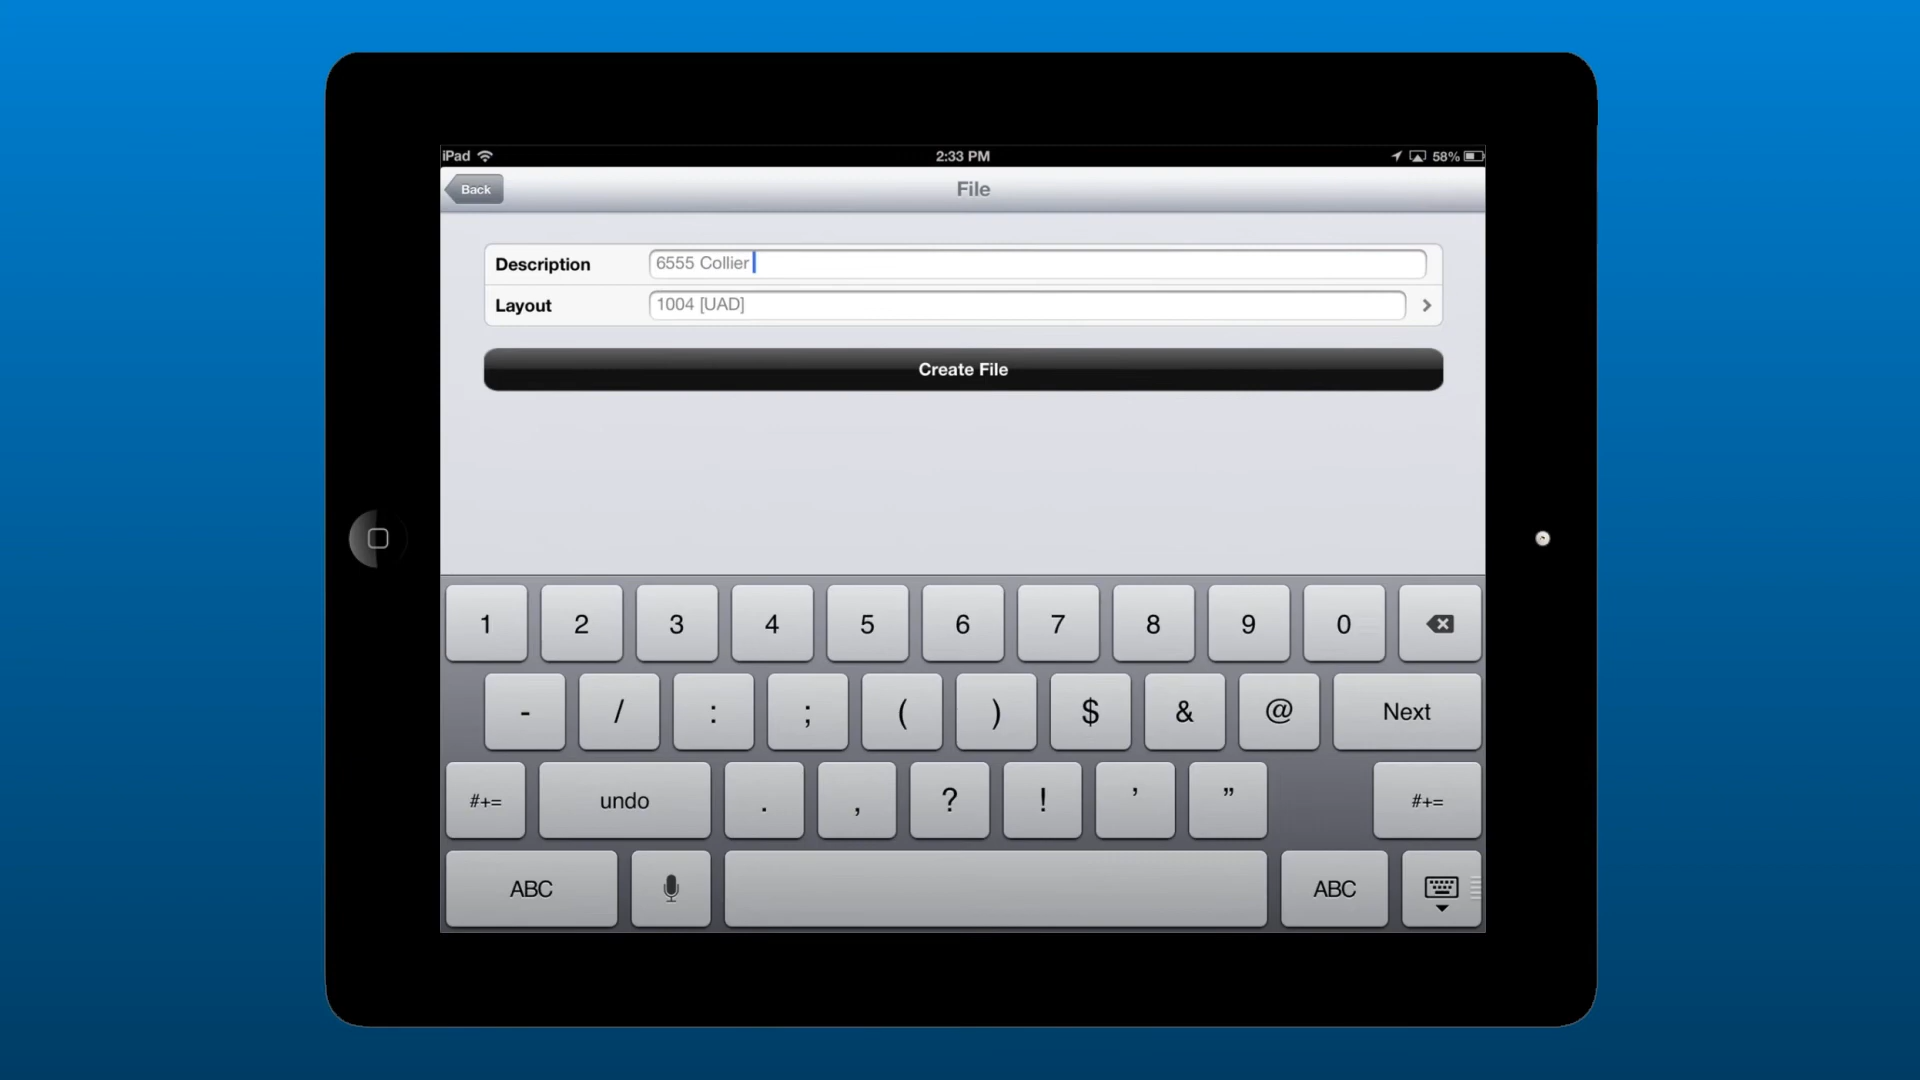 iPad 2:33 PM 58%
Back File
Description 6555 Collier
Layout 1004 [UAD]
Create File
1 2 3 4 5 6 7 8 9 0
- / : ; ( ) $ & @ Next
#+= undo . , ? ! ’ ” #+=
ABC ABC